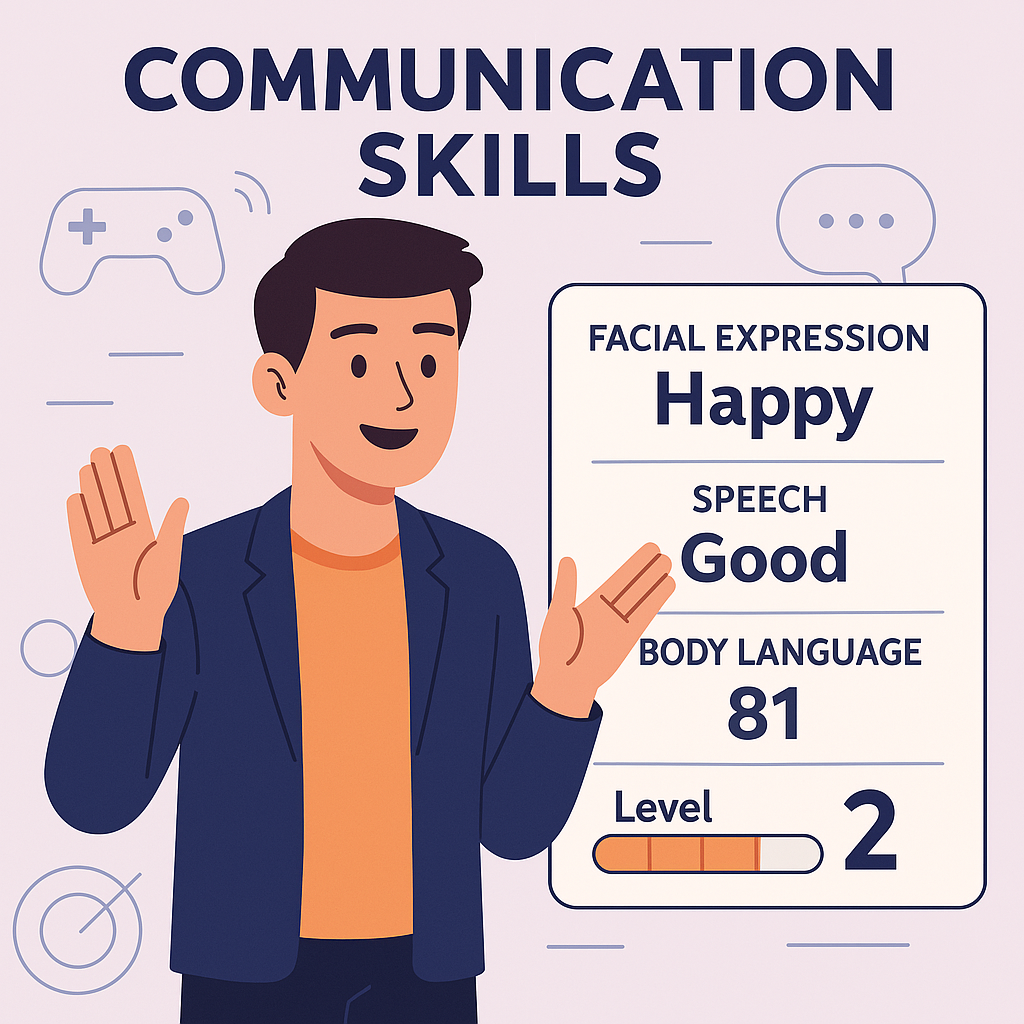 COMMUNICATION
SKILLS
FACIAL EXPRESSION
Happy
SPEECH
Good
BODY LANGUAGE
81
Level
2